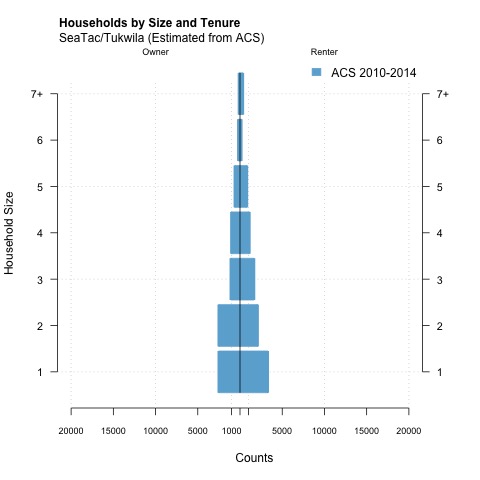 Households by Size and Tenure
SeaTac/Tukwila (Estimated from ACS)
Owner Renter
ACS 2010-2014
7+ 7+
6 6
5 5
4 4
3 3
2 2
1 1
Household Size
20000 15000 10000 5000 1000 5000 10000 15000 20000
Counts